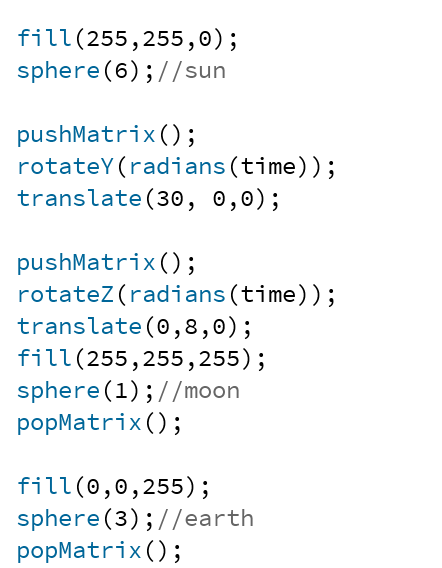 fill(255,255,0);
sphere(6);//sun
pushMatrix();
rotateY(radians(time));
translate(30, 0,0);
pushMatrix();
rotateZ(radians(time));
translate(0,8,0);
fill(255,255,255);
sphere(1);//moon
popMatrix();
fill(0,0,255);
sphere(3);//earth
popMatrix();